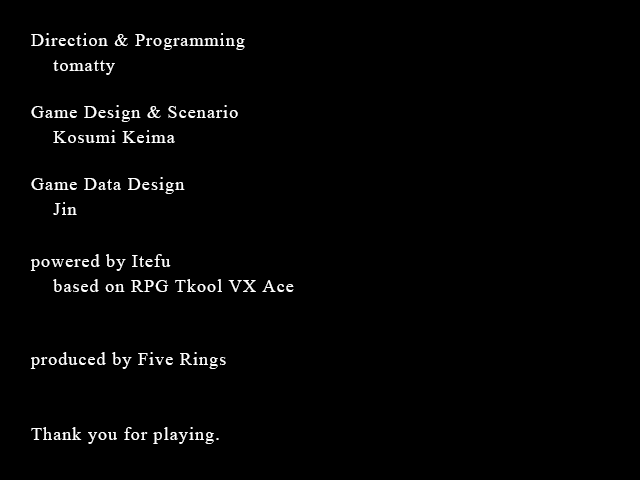 Direction & Programming
tomatty
Game Design & Scenario
Kosumi Keima
Game Data Design
Jin
powered by Itefu
based on RPG Tkool VX Ace
produced by Five Rings
Thank you for playing.